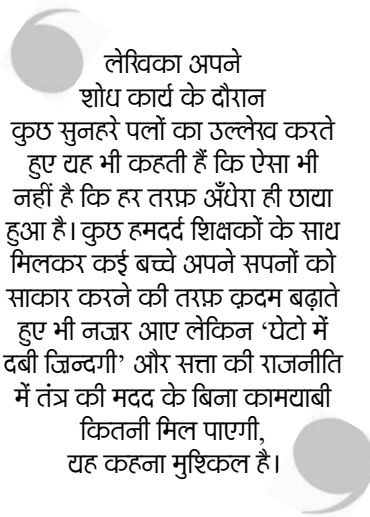 लेखिका अपने
शोध कार्य के दौरान
कुछ सुनहरे पलों का उल्लेख करते
हुए यह भी कहती हैं कि ऐसा भी
नहीं है कि हर तरफ़ अँधेरा ही छाया
हुआ है। कुछ हमदर्द शिक्षकों के साथ
मिलकर कई बच्चे अपने सपनों को
साकार करने की तरफ़ क़दम बढ़ाते
हुए भी नज़र आए लेकिन ‘घेटो में
दबी ज़िन्दगी’ और सत्ता की राजनीति
में तंत्र की मदद के बिना कामयाबी
कितनी मिल पाएगी,
यह कहना मुश्किल है।